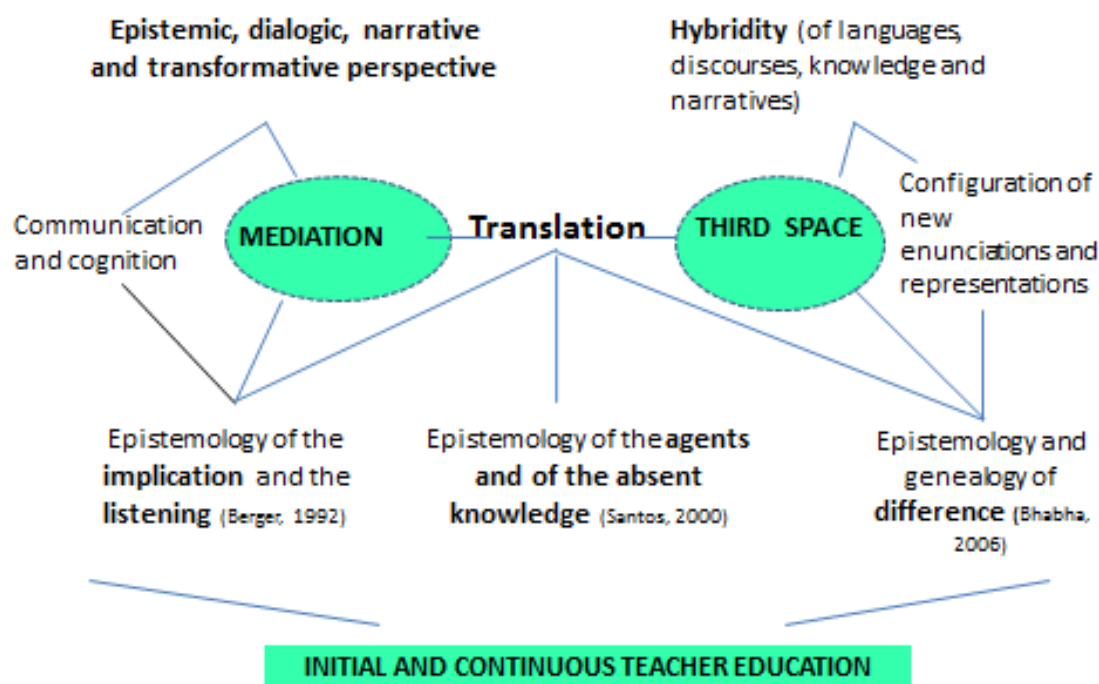 Epistemic, dialogic, narrative
and transformative perspective
Hybridity (of languages,
discourses, knowledge and
narratives)
Communication
and cognition
MEDIATION
Translation
THIRD SPACE
Configuration of
new
enunciations and
representations
Epistemology of the
implication and the
listening (Berger, 1992)
Epistemology of the agents
and of the absent
knowledge (Santos, 2000)
Epistemology and
genealogy of
difference (Bhabha,
2006)
INITIAL AND CONTINUOUS TEACHER EDUCATION